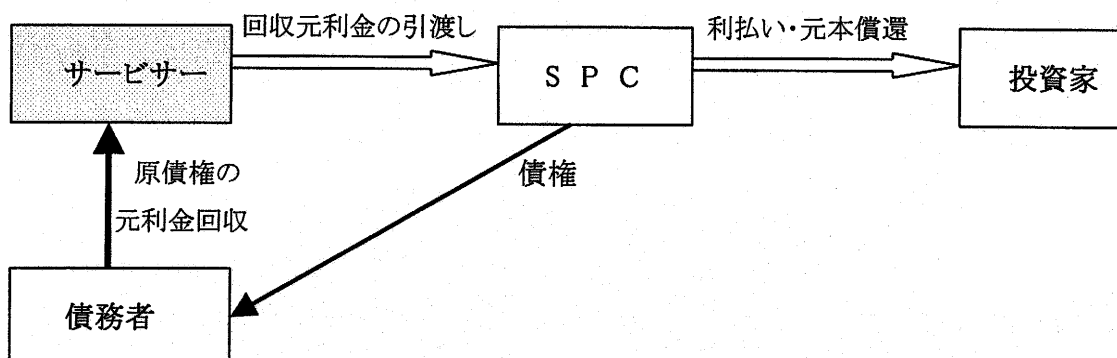 回収元利金の引渡し
利払い・元本償還
サービサー
S P C
投資家
原債権の
元利金回収
債権
債務者